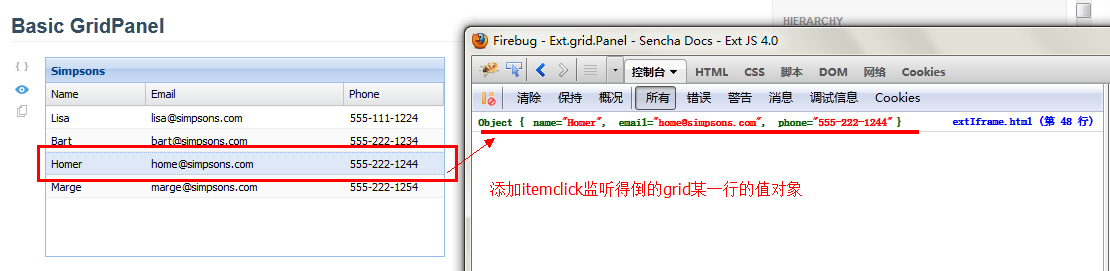 Basic GridPanel
HIERARCHY
{ }
Simpsons
Name Email Phone
Lisa lisa@simpsons.com 555-111-1224
Bart bart@simpsons.com 555-222-1234
Homer home@simpsons.com 555-222-1244
Marge marge@simpsons.com 555-222-1254
Firebug - Ext.grid.Panel - Sencha Docs - Ext JS 4.0
控制台 HTML CSS 脚本 DOM 网络 Cookies
清除 保持 概况 所有 错误 警告 消息 调试信息 Cookies
Object { name="Homer", email="home@simpsons.com", phone="555-222-1244" } extIframe.html (第 48 行)
添加itemclick监听得倒的grid某一行的值对象